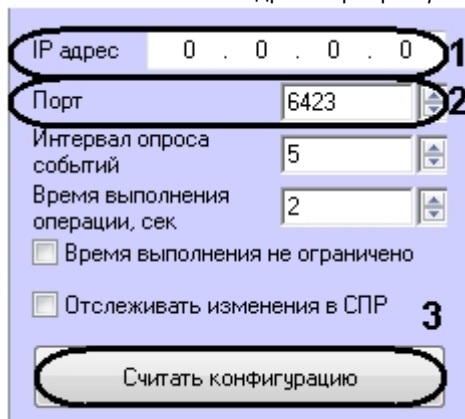 IP адрес 0 . 0 . 0 . 0 1
Порт 6423 2
Интервал опроса
событий 5
Время выполнения
операции, сек 2
Время выполнения не ограничено
Отслеживать изменения в СПР
3
Считать конфигурацию